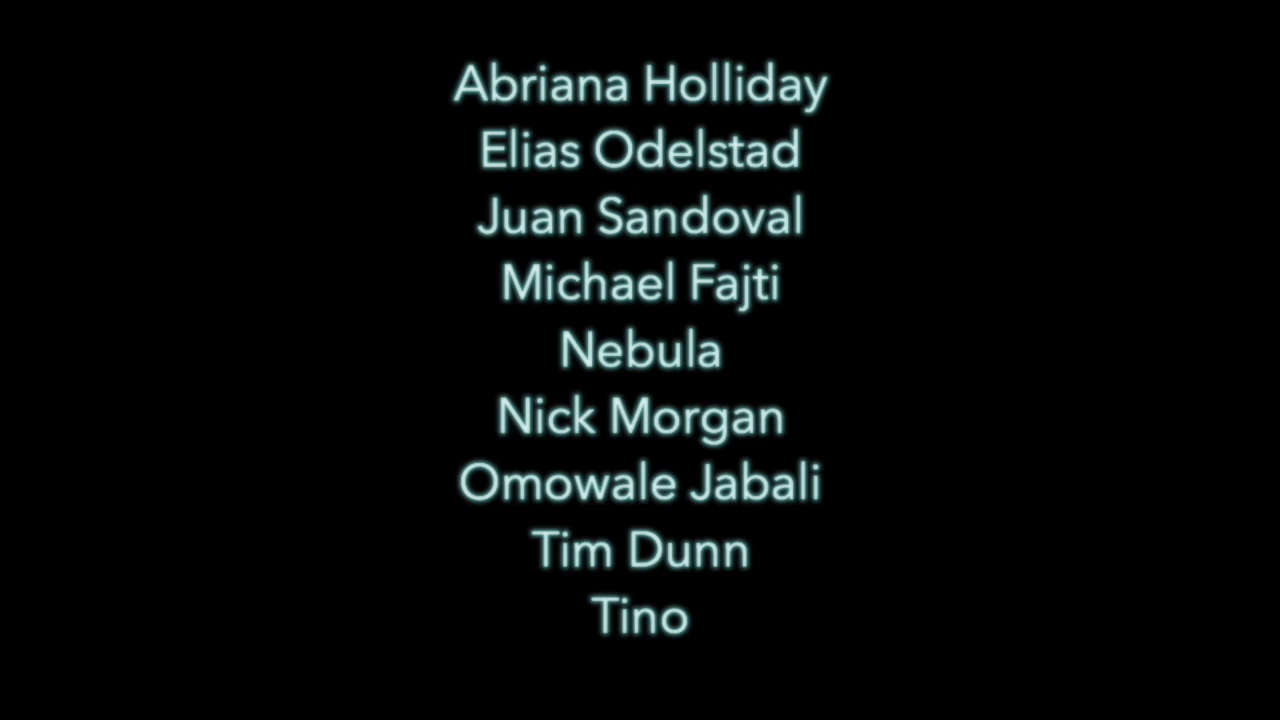 Abriana Holliday
Elias Odelstad
Juan Sandoval
Michael Fajti
Nebula
Nick Morgan
Omowale Jabali
Tim Dunn
Tino